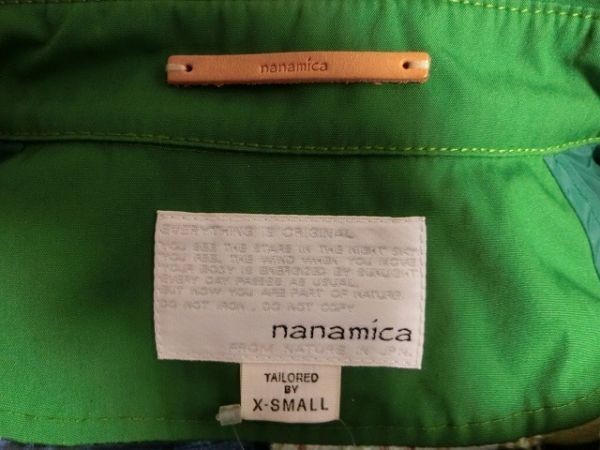 nanamica
EVERYTHING IS ORIGINAL
YOU SEE THE STARS IN THE NIGHT SKY
YOU FEEL THE WIND WHEN YOU MOVE
YOUR BODY IS ENERGIZED BY SUNLIGHT
EVERY DAY PASSES AS USUAL.
BUT NOW YOU ARE PART OF NATURE.
DO NOT IRON , DO NOT COPY
nanamica
FROM NATURE IN JPN.
TAILORED
BY
X-SMALL